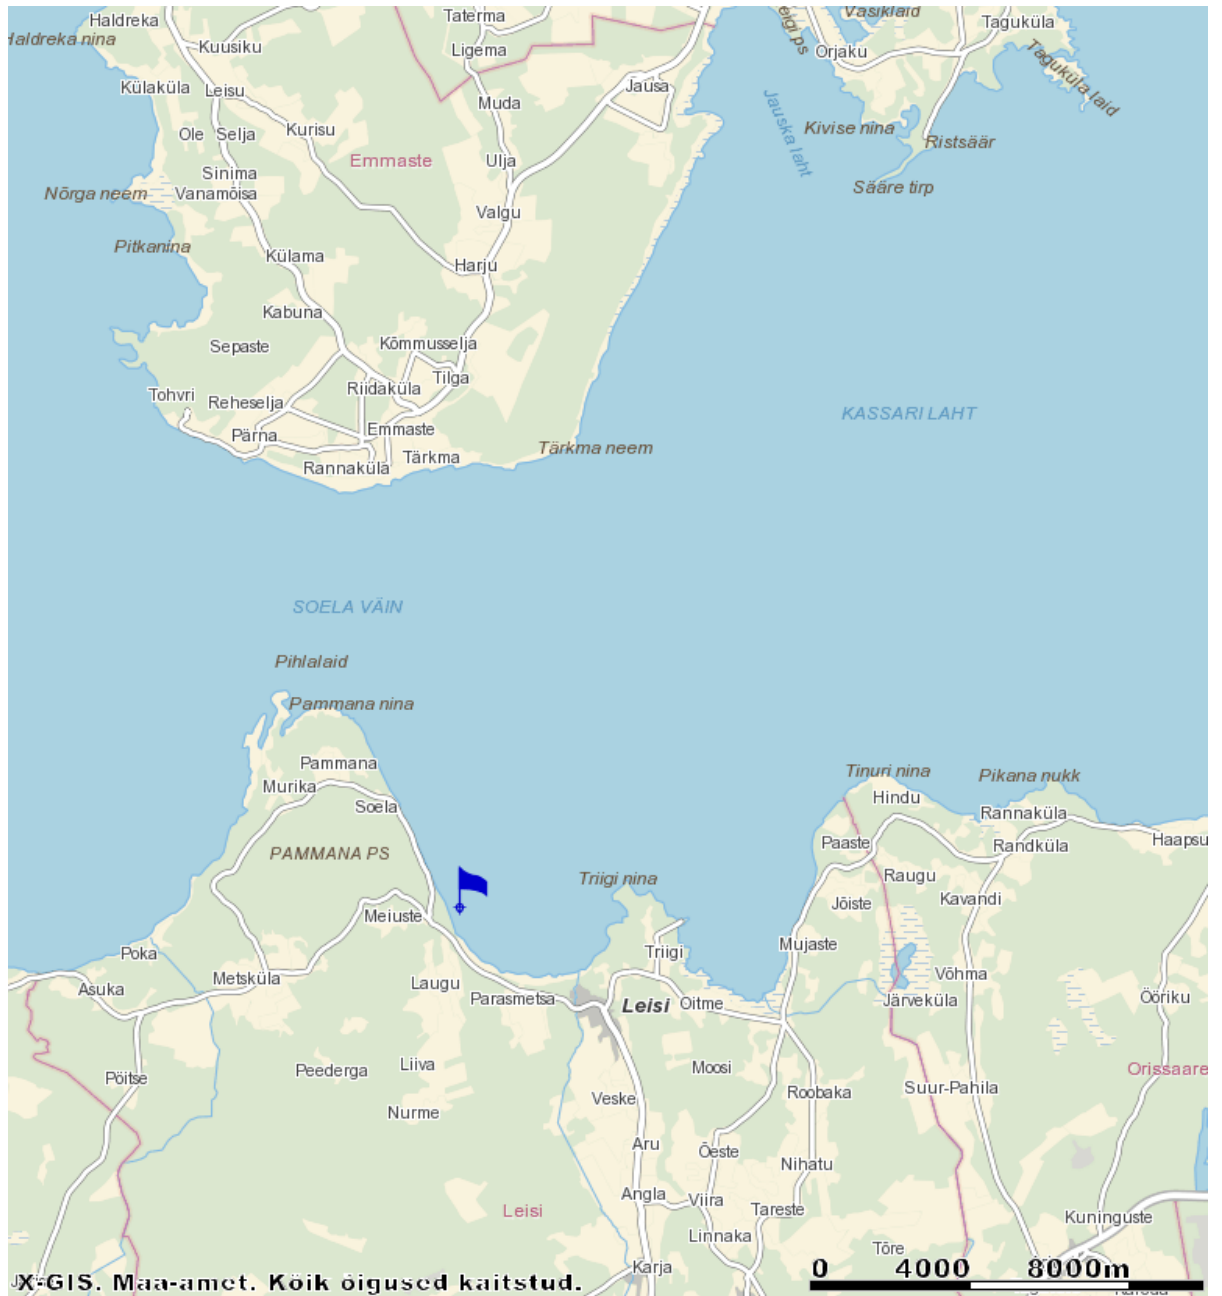 Haldreka
Taterma
Vasiklaid
Taguküla
Haldreka nina
Kuusiku
Ligema
Orjaku
Külaküla
Leisu
Jausa
Taguküla laid
Muda
Jauska laht
Ole
Selja
Kurisu
Kivise nina
Ristsäär
Emmaste
Ulja
Sinima
Nõrga neem
Vanamõisa
Sääre tirp
Valgu
Pitkanina
Külama
Harju
Kabuna
Sepaste
Kõmmusselja
Tilga
Tohvri
Reheselja
Riidaküla
KASSARI LAHT
Pärna
Emmaste
Tärkma neem
Rannaküla
Tärkma
SOELA VÄIN
Pihlalaid
Pammana nina
Pammana
Tinuri nina
Pikana nukk
Murika
Hindu
Soela
Rannaküla
Paaste
Randküla
Haapsu
PAMMANA PS
Triigi nina
Raugu
Kavandi
Meiuste
Jõiste
Poka
Triigi
Mujaste
Metsküla
Laugu
Võhma
Asuka
Parasmetsa
Leisi
Oitme
Järveküla
Ööriku
Peederga
Liiva
Moosi
Orissaare
Pöitse
Suur-Pahila
Nurme
Veske
Roobaka
Aru
Õeste
Nihatu
Leisi
Angla
Viira
Tareste
Kuninguste
Linnaka
Tõre
Karja
X-GIS. Maa-amet. Kõik õigused kaitstud.
0 4000 8000m